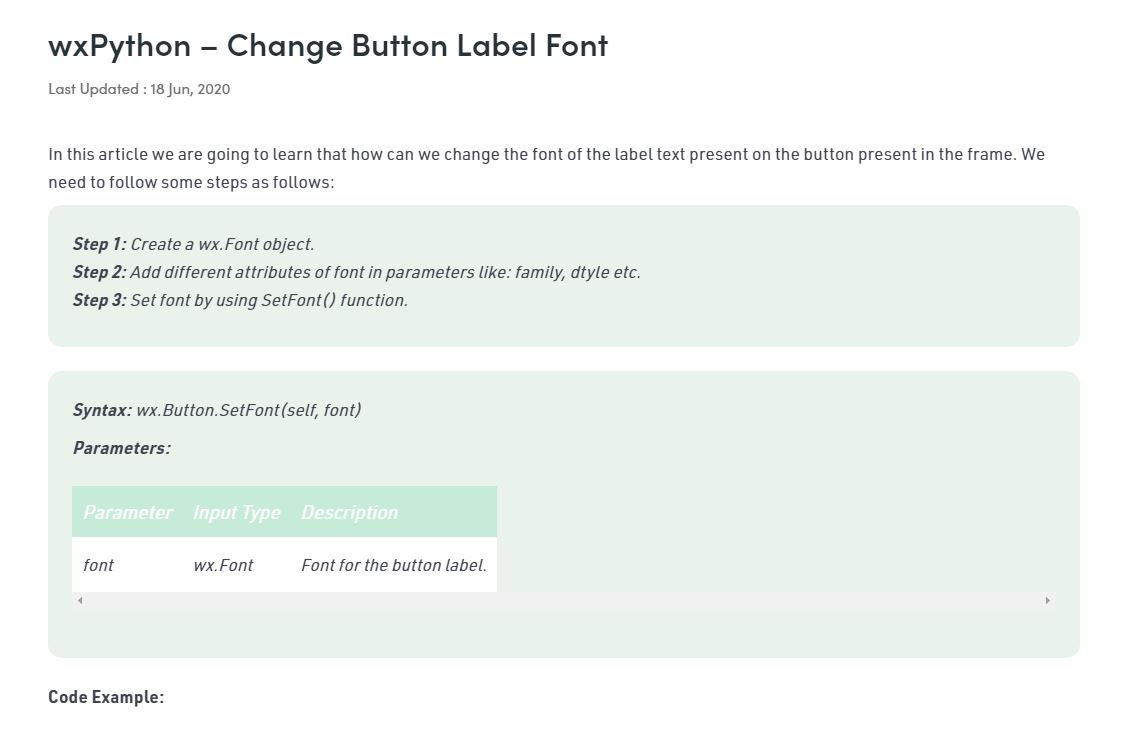 wxPython – Change Button Label Font
Last Updated : 18 Jun, 2020
In this article we are going to learn that how can we change the font of the label text present on the button present in the frame. We
need to follow some steps as follows:
Step 1: Create a wx.Font object.
Step 2: Add different attributes of font in parameters like: family, dtyle etc.
Step 3: Set font by using SetFont() function.
Syntax: wx.Button.SetFont(self, font)
Parameters:
Parameter Input Type Description
font wx.Font Font for the button label.
Code Example: